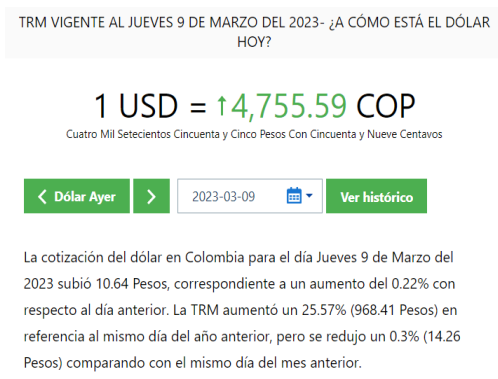 TRM VIGENTE AL JUEVES 9 DE MARZO DEL 2023- ¿A CÓMO ESTÁ EL DÓLAR
HOY?
1 USD = ↑4,755.59 COP
Cuatro Mil Setecientos Cincuenta y Cinco Pesos Con Cincuenta y Nueve Centavos
Dólar Ayer 2023-03-09 Ver histórico
La cotización del dólar en Colombia para el día Jueves 9 de Marzo del
2023 subió 10.64 Pesos, correspondiente a un aumento del 0.22% con
respecto al día anterior. La TRM aumentó un 25.57% (968.41 Pesos) en
referencia al mismo día del año anterior, pero se redujo un 0.3% (14.26
Pesos) comparando con el mismo día del mes anterior.